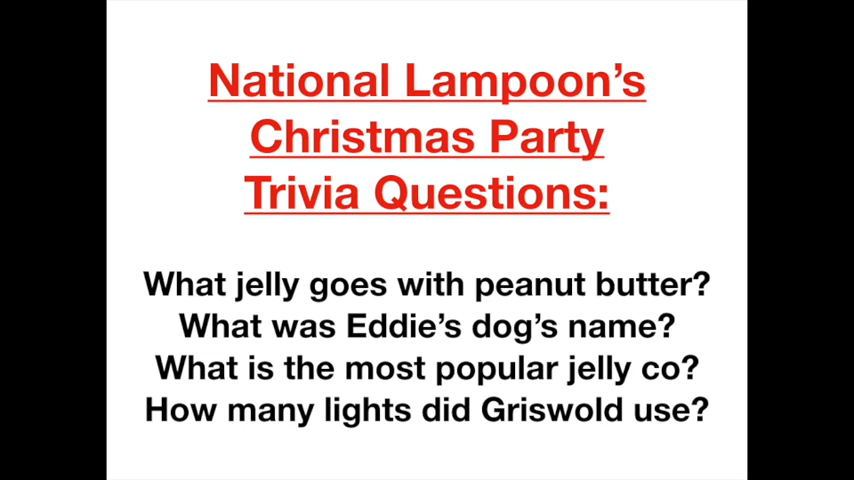 National Lampoon’s
Christmas Party
Trivia Questions:
What jelly goes with peanut butter?
What was Eddie’s dog’s name?
What is the most popular jelly co?
How many lights did Griswold use?